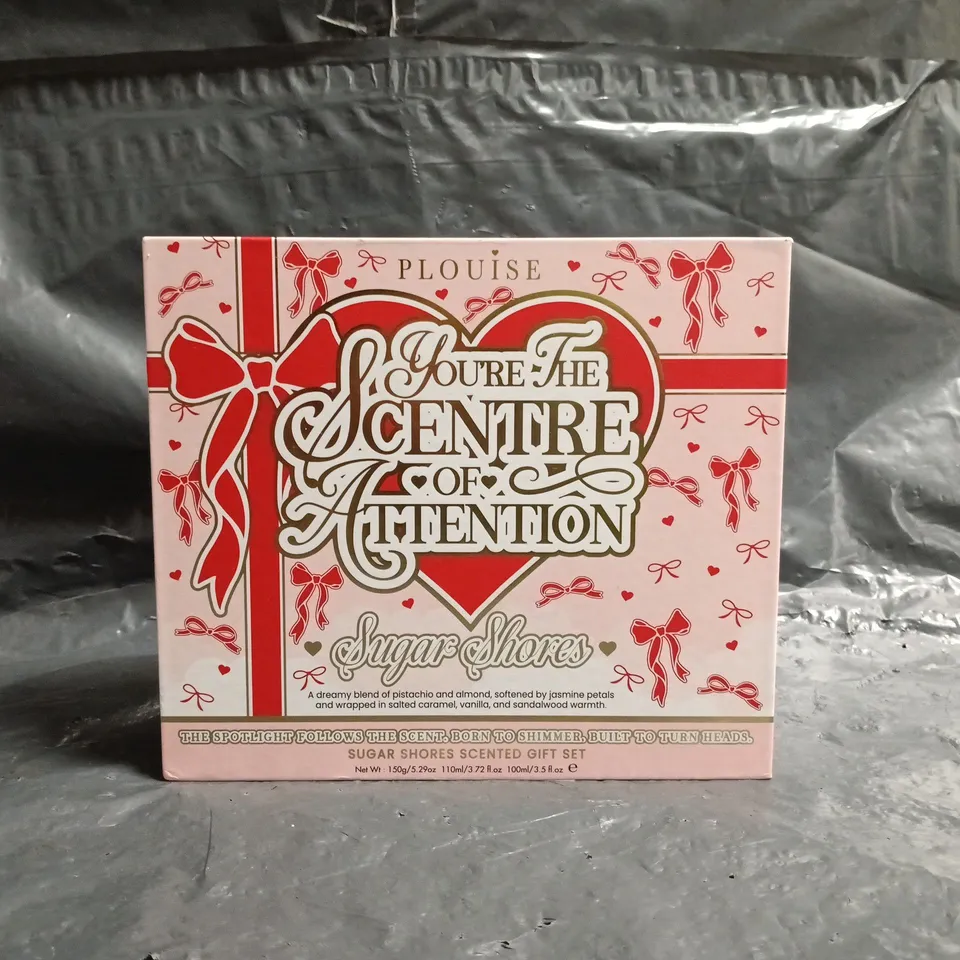 PLOUISE
YOU'RE THE
SCENTRE
OF
ATTENTION
Sugar Shores
A dreamy blend of pistachio and almond, softened by jasmine petals
and wrapped in salted caramel, vanilla, and sandalwood warmth.
THE SPOTLIGHT FOLLOWS THE SCENT. BORN TO SHIMMER. BUILT TO TURN HEADS.
SUGAR SHORES SCENTED GIFT SET
Net Wt 150g/5.29oz 110ml/3.72 fl.oz 100ml/3.5 fl.oz ℮